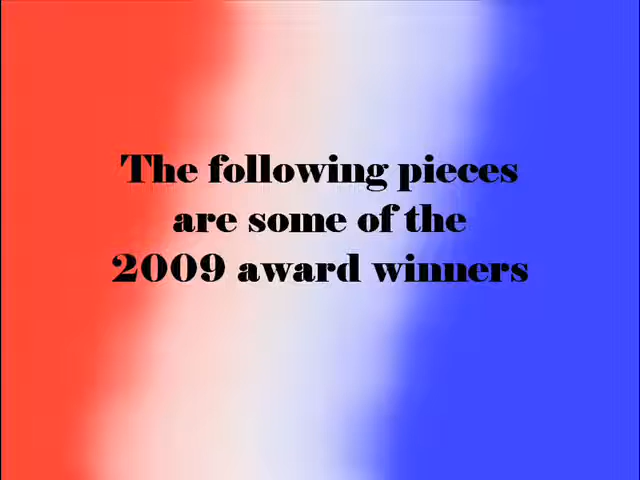 The following pieces
are some of the
2009 award winners